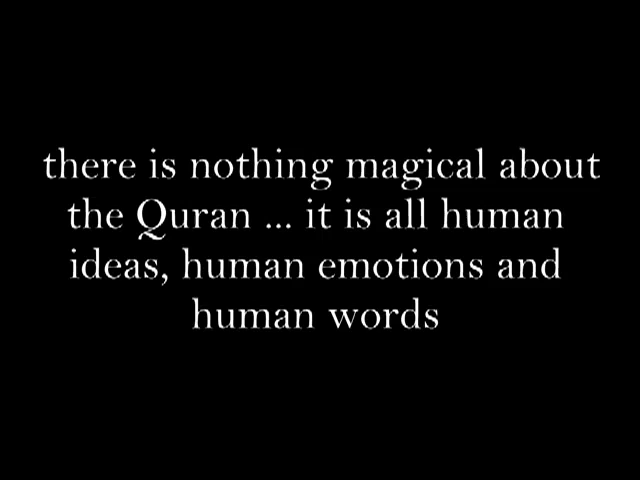 there is nothing magical about
the Quran ... it is all human
ideas, human emotions and
human words